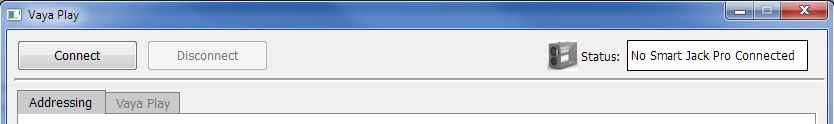 Vaya Play
Connect Disconnect Status: No Smart Jack Pro Connected
Addressing Vaya Play